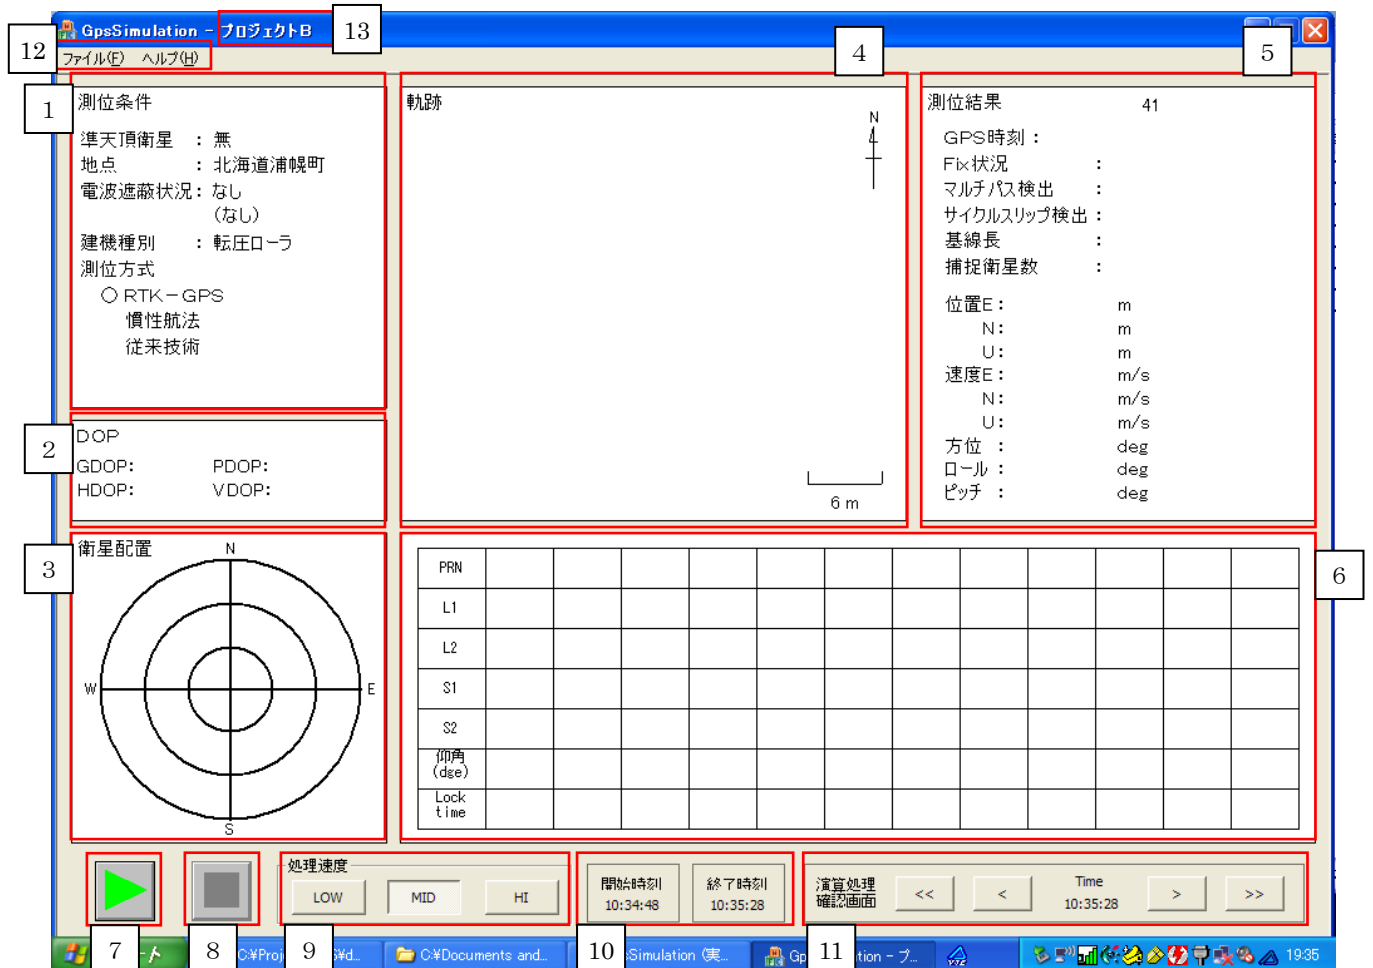 GpsSimulation - プロジェクトB
13
12
ファイル(F) ヘルプ(H)
4
5
1
測位条件
準天頂衛星 : 無
地点 : 北海道浦幌町
電波遮蔽状況 : なし
(なし)
建機種別 : 転圧ローラ
測位方式
○ RTK-GPS
慣性航法
従来技術
2
DOP
GDOP: PDOP:
HDOP: VDOP:
3
衛星配置
N
W
E
S
軌跡
N
6 m
測位結果 41
GPS時刻 :
Fix状況 :
マルチパス検出 :
サイクルスリップ検出 :
基線長 :
捕捉衛星数 :
位置E : m
N : m
U : m
速度E : m/s
N : m/s
U : m/s
方位 : deg
ロール : deg
ピッチ : deg
6
PRN
L1
L2
S1
S2
仰角
(dge)
Lock
time
処理速度
LOW MID HI
開始時刻
10:34:48
終了時刻
10:35:28
演算処理
確認画面
<< <
Time
10:35:28
> >>
7
8
9
10
11
ート
C:¥Proj
S¥d...
C:¥Documents and...
sSimulation (実...
Gp
tion - プ...
19:35